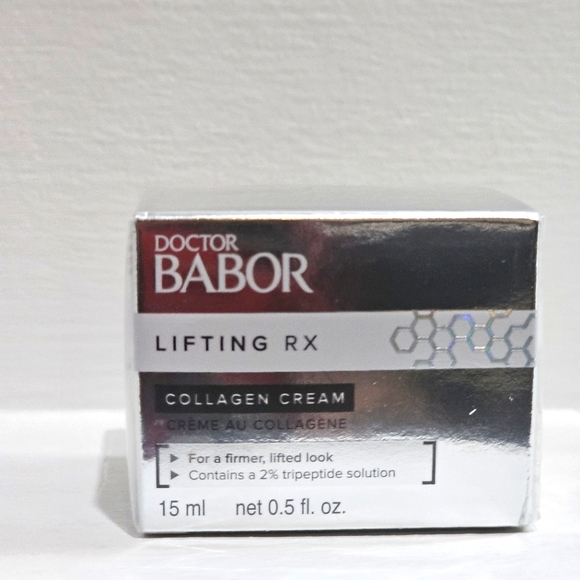 DOCTOR
BABOR
LIFTING RX
COLLAGEN CREAM
CRÈME AU COLLAGÈNE
For a firmer, lifted look
Contains a 2% tripeptide solution
15 ml net 0.5 fl. oz.